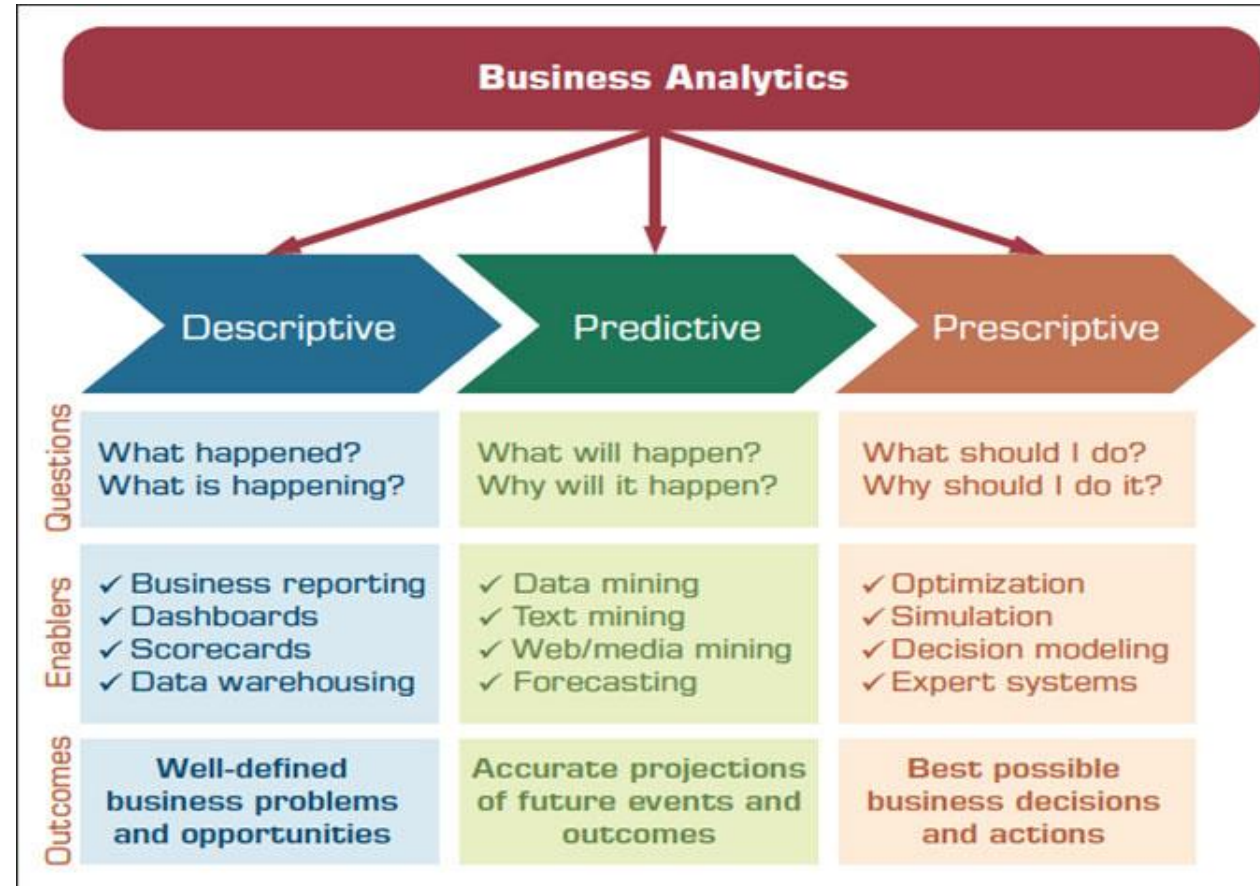 Business Analytics
Descriptive
Predictive
Prescriptive
Questions
What happened?
What is happening?
What will happen?
Why will it happen?
What should I do?
Why should I do it?
Enablers
✓ Business reporting
✓ Dashboards
✓ Scorecards
✓ Data warehousing
✓ Data mining
✓ Text mining
✓ Web/media mining
✓ Forecasting
✓ Optimization
✓ Simulation
✓ Decision modeling
✓ Expert systems
Outcomes
Well-defined
business problems
and opportunities
Accurate projections
of future events and
outcomes
Best possible
business decisions
and actions